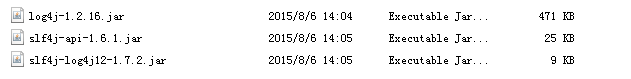 log4j-1.2.16.jar 2015/8/6 14:04 Executable Jar... 471 KB
slf4j-api-1.6.1.jar 2015/8/6 14:05 Executable Jar... 25 KB
slf4j-log4j12-1.7.2.jar 2015/8/6 14:05 Executable Jar... 9 KB